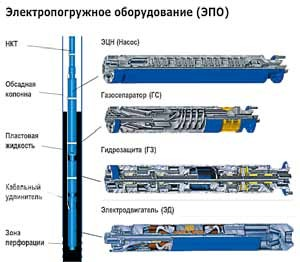 Электропогружное оборудование (ЭПО)
НКТ
Обсадная
колонна
Пластовая
жидкость
Кабельный
удлинитель
Зона
перфорации
ЭЦН (Насос)
Газосепаратор (ГС)
Гидрозащита (ГЗ)
Электродвигатель (ЭД)